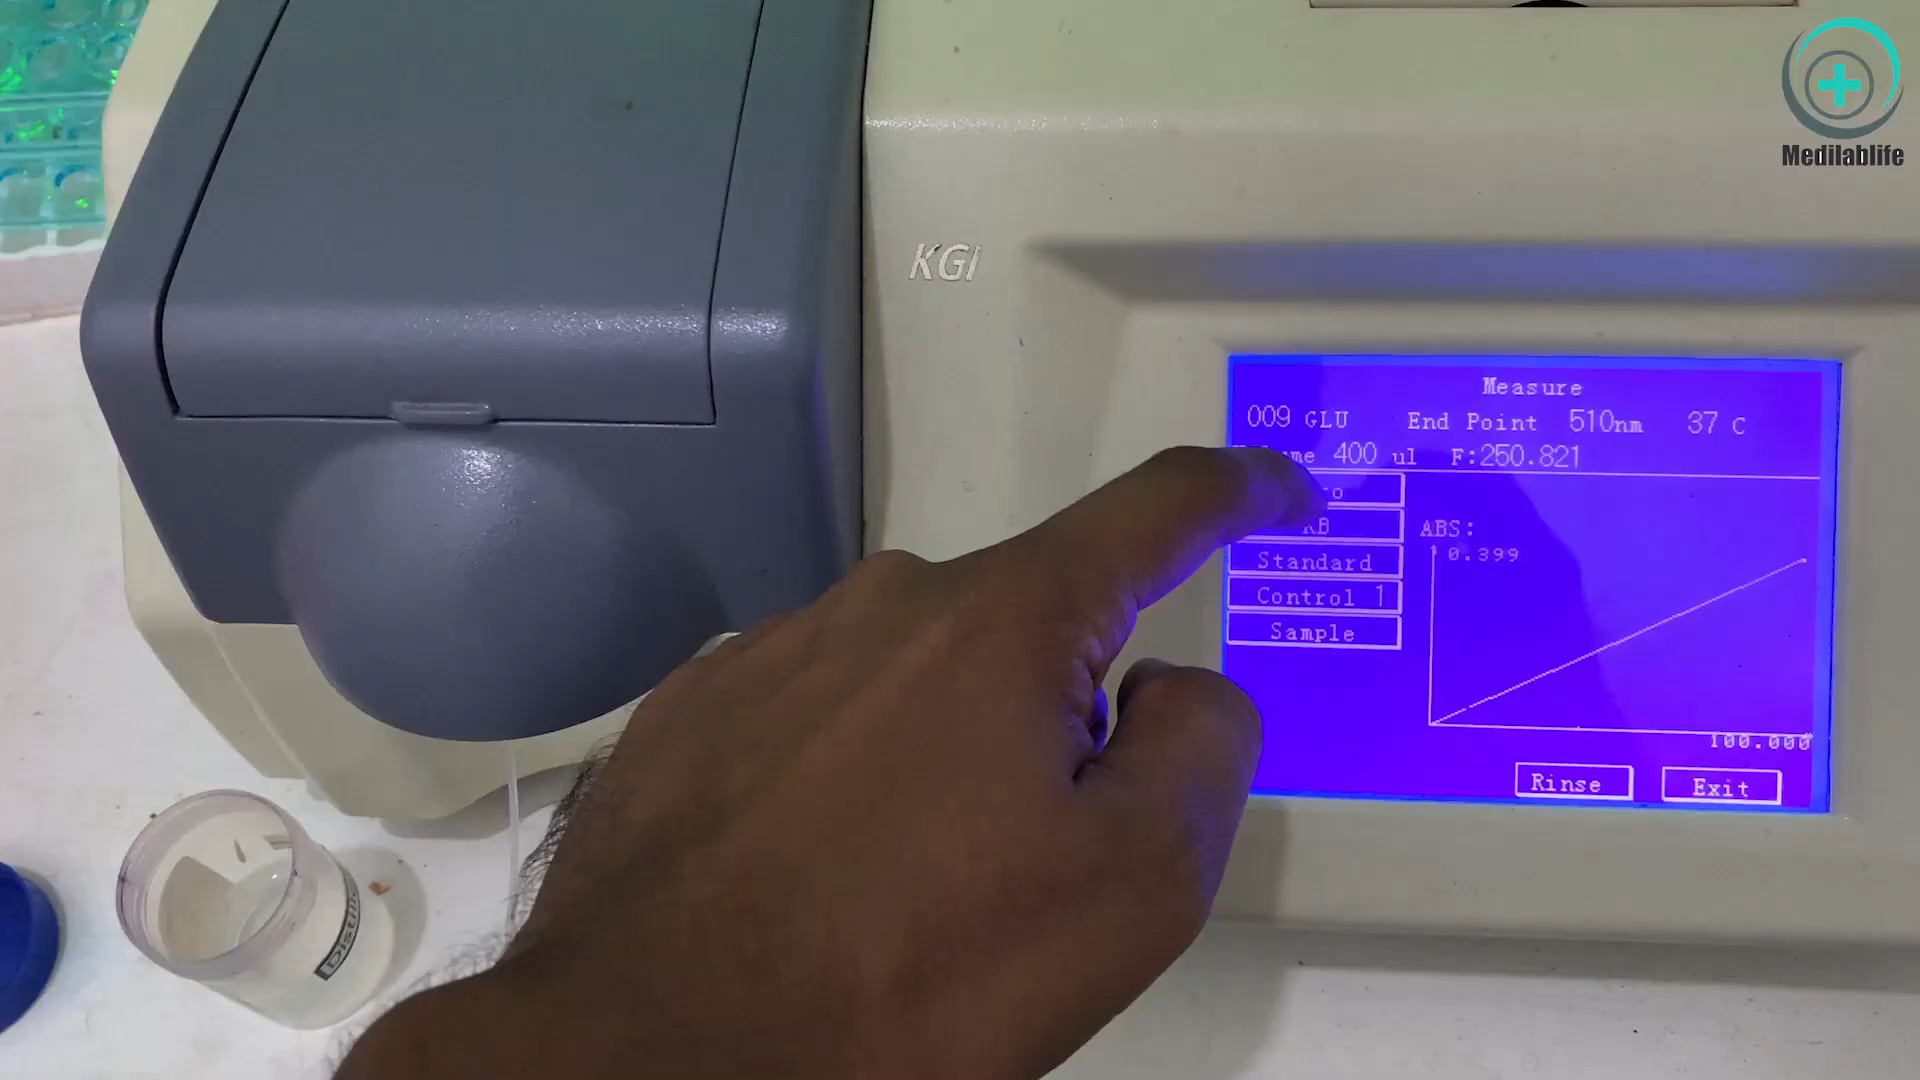 Medilablife
KGI
Measure
009 GLU End Point 510nm 37 C
400 ul F:250.821
Standard
Control 1
Sample
ABS:
0.399
100.000
Rinse Exit